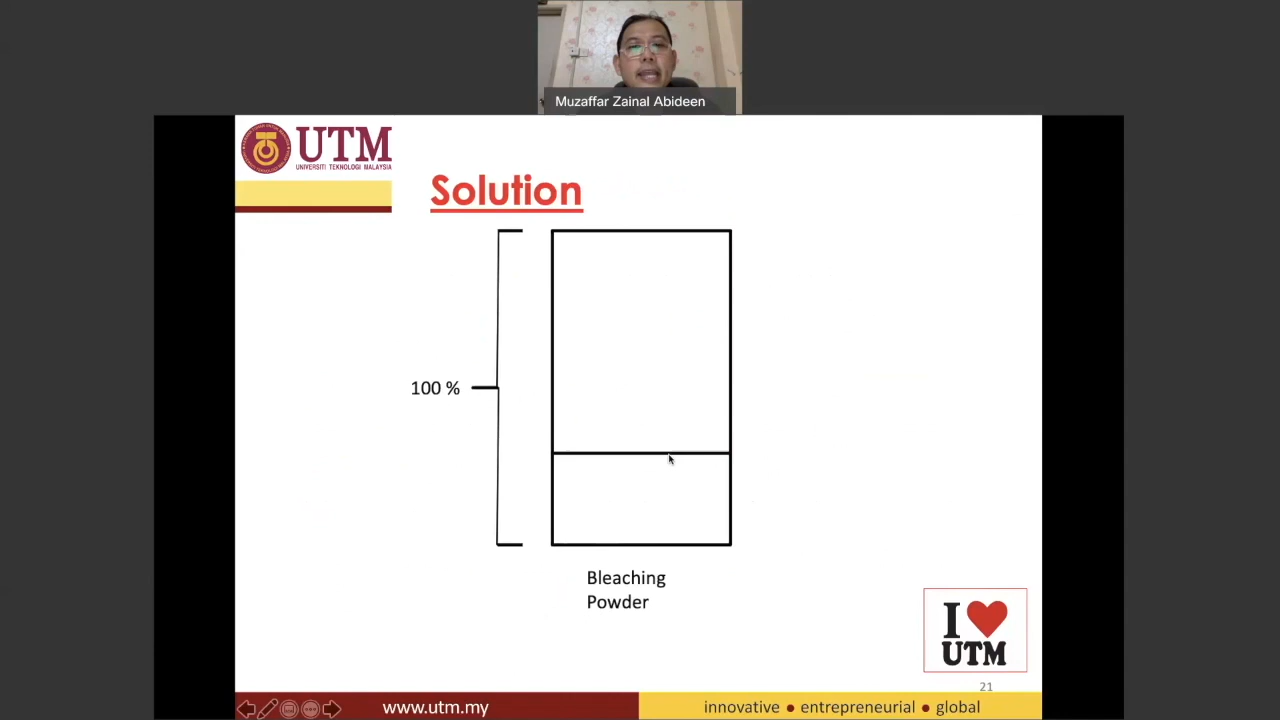 Muzaffar Zainal Abideen
UTM
UNIVERSITI TEKNOLOGI MALAYSIA
Solution
100 %
Bleaching
Powder
I
UTM
21
www.utm.my
innovative ● entrepreneurial ● global